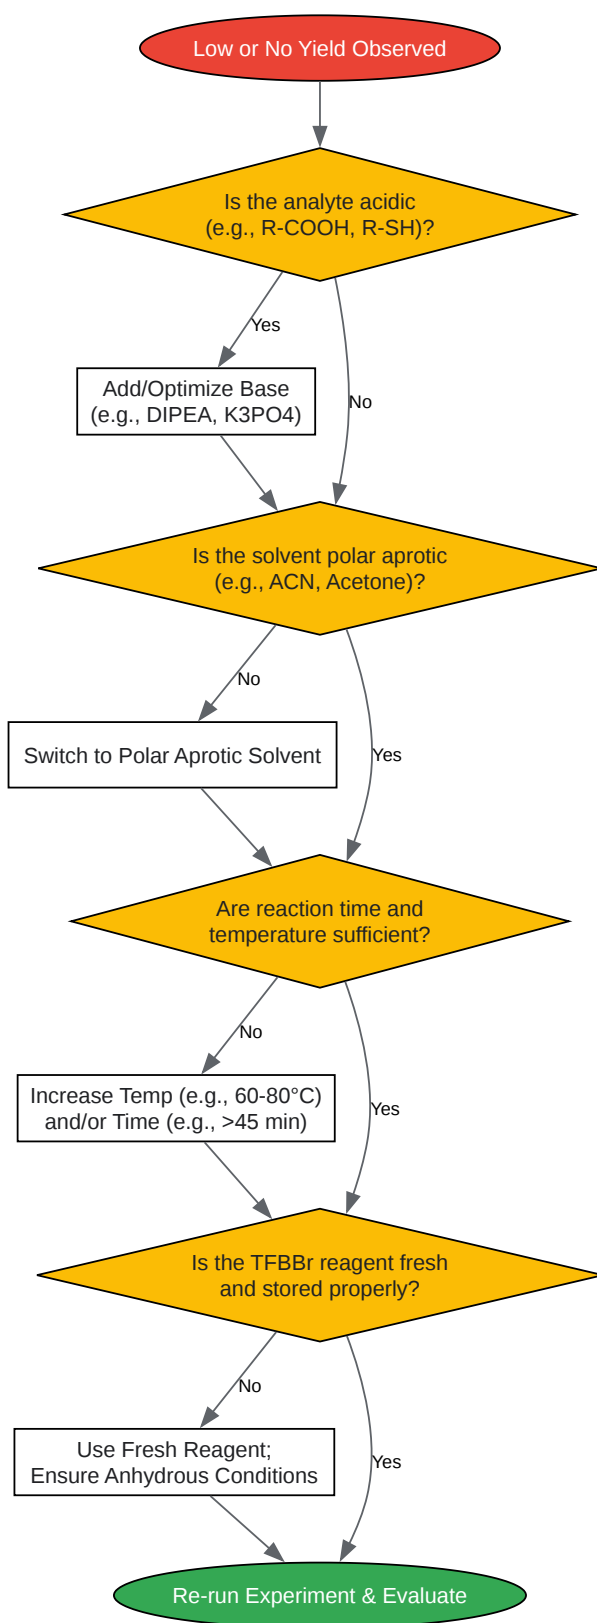 Low or No Yield Observed
Is the analyte acidic
(e.g., R-COOH, R-SH)?
Yes
Add/Optimize Base
(e.g., DIPEA, K3PO4)
No
Is the solvent polar aprotic
(e.g., ACN, Acetone)?
No
Switch to Polar Aprotic Solvent
Yes
Are reaction time and
temperature sufficient?
No
Increase Temp (e.g., 60-80°C)
and/or Time (e.g., >45 min)
Yes
Is the TFBBr reagent fresh
and stored properly?
No
Use Fresh Reagent;
Ensure Anhydrous Conditions
Yes
Re-run Experiment & Evaluate